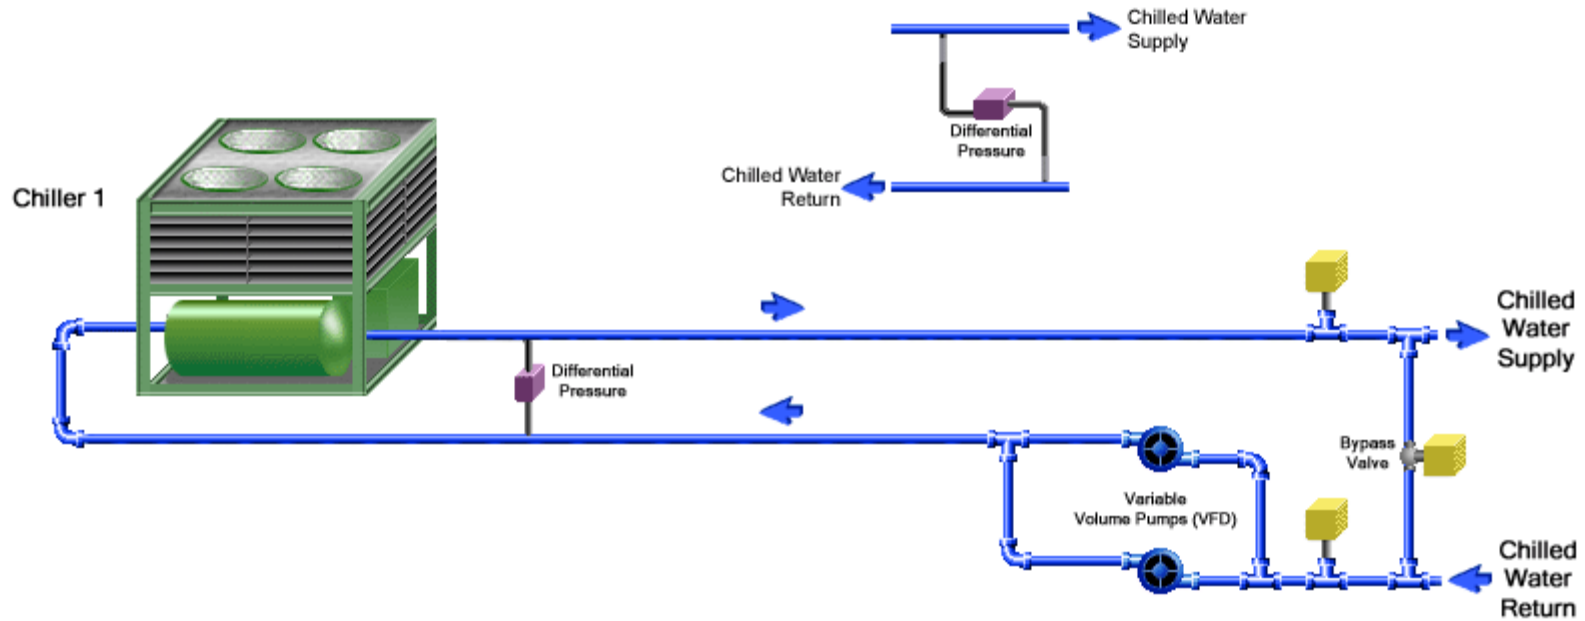 Chilled Water
Supply
Differential
Pressure
Chilled Water
Return
Chiller 1
Chilled
Water
Supply
Differential
Pressure
Bypass
Valve
Variable
Volume Pumps (VFD)
Chilled
Water
Return